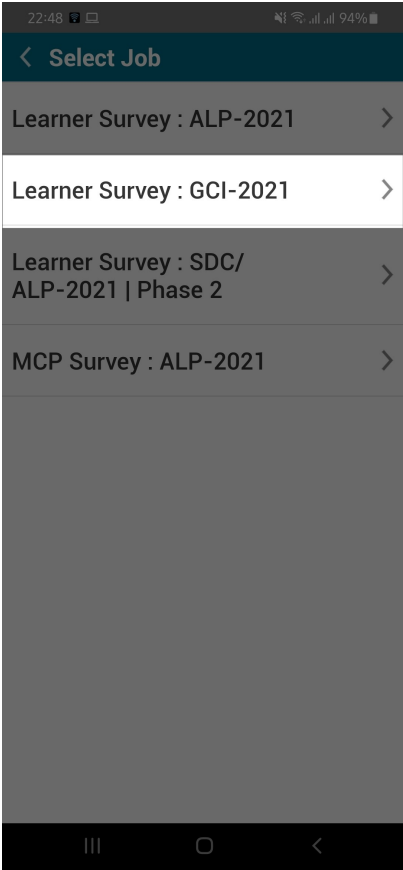 22:48 94%
Select Job
Learner Survey : ALP-2021
Learner Survey : GCI-2021
Learner Survey : SDC/
ALP-2021 | Phase 2
MCP Survey : ALP-2021